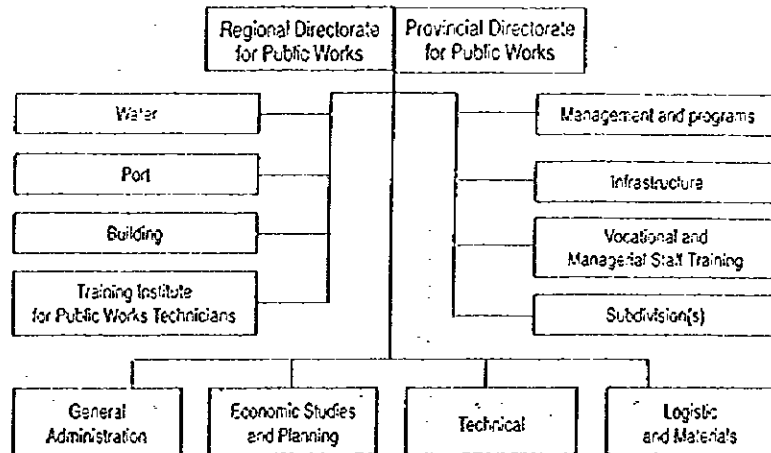 Regional Directorate
for Public Works
Provincial Directorate
for Public Works
Water
Port
Building
Training Institute
for Public Works Technicians
Management and programs
Infrastructure
Vocational and
Managerial Staff Training
Subdivision(s)
General
Administration
Economic Studies
and Planning
Technical
Logistic
and Materials